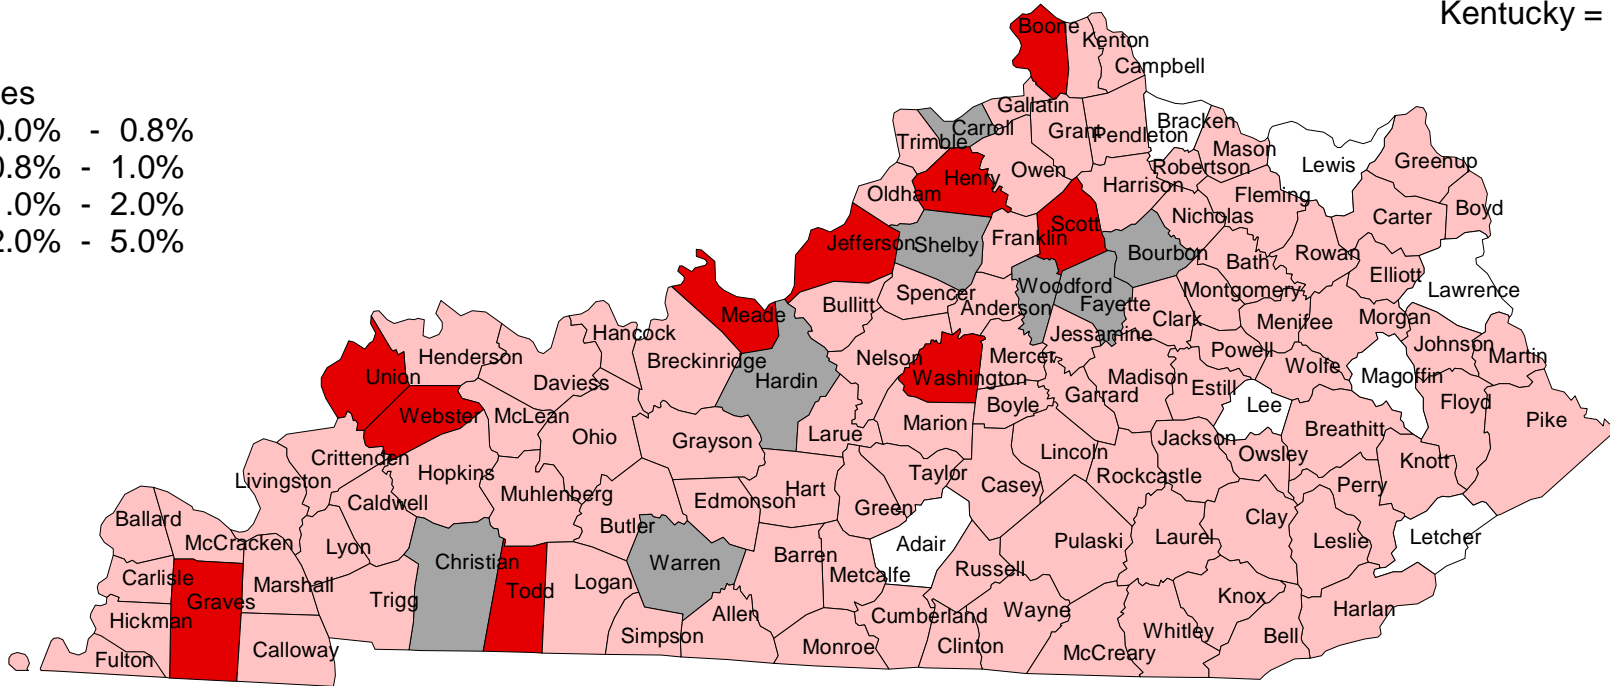 Kentucky =
es
0.0% - 0.8%
0.8% - 1.0%
1.0% - 2.0%
2.0% - 5.0%
Boone
Kenton
Campbell
Gallatin
Carroll
Trimble
Grant
Pendleton
Bracken
Mason
Robertson
Lewis
Greenup
Henry
Owen
Oldham
Harrison
Fleming
Nicholas
Carter
Boyd
Scott
Franklin
Jefferson
Shelby
Bourbon
Bath
Rowan
Elliott
Lawrence
Woodford
Fayette
Montgomery
Spencer
Anderson
Bullitt
Meade
Clark
Menifee
Morgan
Hancock
Jessamine
Johnson
Martin
Henderson
Breckinridge
Nelson
Mercer
Powell
Wolfe
Magoffin
Union
Daviess
Hardin
Washington
Madison
Estill
Garrard
Boyle
Lee
Floyd
Pike
Webster
McLean
Ohio
Grayson
Larue
Marion
Lincoln
Jackson
Breathitt
Owsley
Knott
Crittenden
Livingston
Hopkins
Caldwell
Muhlenberg
Edmonson
Hart
Taylor
Green
Casey
Rockcastle
Perry
Ballard
McCracken
Lyon
Butler
Christian
Warren
Barren
Adair
Metcalfe
Pulaski
Laurel
Clay
Leslie
Letcher
Russell
Carlisle
Marshall
Graves
Trigg
Todd
Logan
Hickman
Calloway
Fulton
Simpson
Allen
Monroe
Cumberland
Clinton
Wayne
McCreary
Whitley
Knox
Bell
Harlan